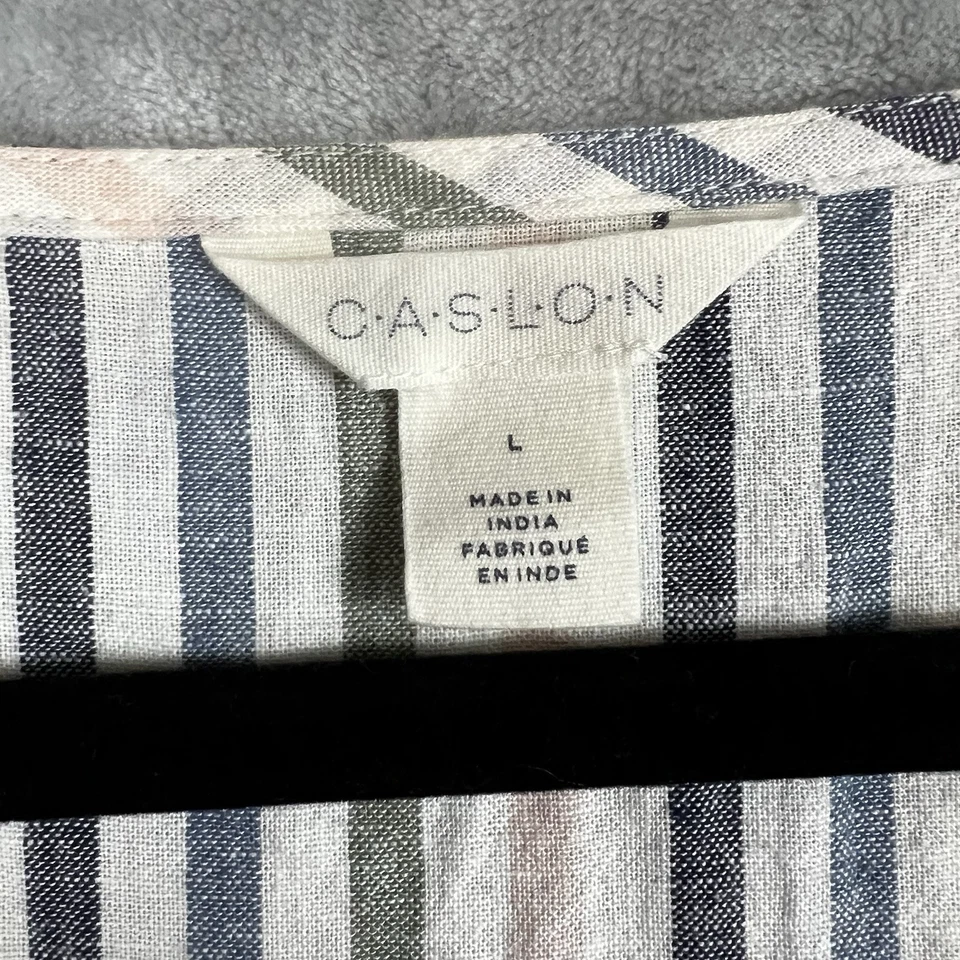 C·A·S·L·O·N
L
MADE IN
INDIA
FABRIQUÉ
EN INDE